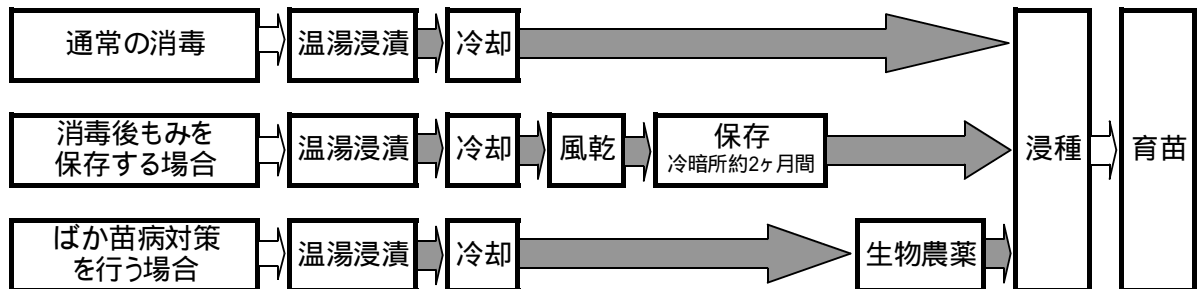 通常の消毒
温湯浸漬
冷却
消毒後もみを
保存する場合
温湯浸漬
冷却
風乾
保存
冷暗所約2ヶ月間
ばか苗病対策
を行う場合
温湯浸漬
冷却
生物農薬
浸種
育苗